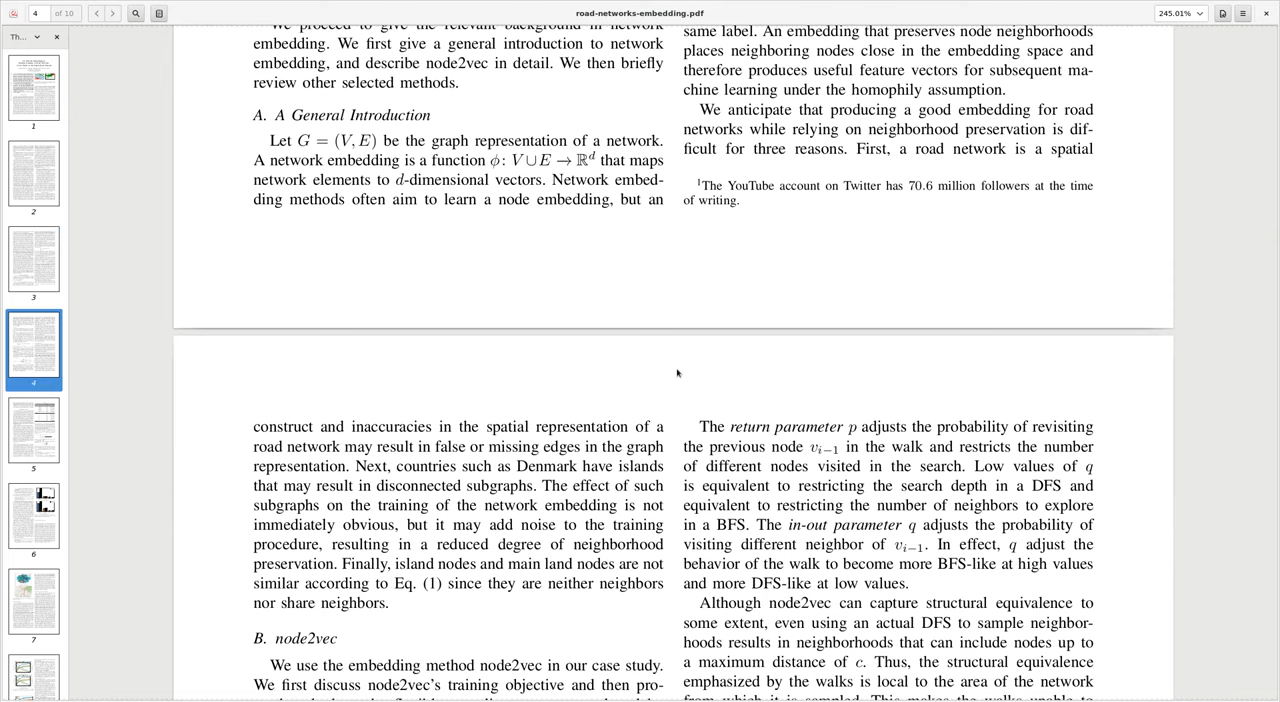 4
of 10
road-networks-embedding.pdf
245.01%
Th...
1
2
3
4
5
6
7
We proceed to give the relevant background in network
embedding. We first give a general introduction to network
embedding, and describe node2vec in detail. We then briefly
review other selected methods.
A. A General Introduction
Let G = (V, E) be the graph representation of a network.
A network embedding is a function ϕ: V ∪ E → ℝ^d that maps
network elements to d-dimensional vectors. Network embed-
ding methods often aim to learn a node embedding, but an
same label. An embedding that preserves node neighborhoods
places neighboring nodes close in the embedding space and
therefore produces useful feature vectors for subsequent ma-
chine learning under the homophily assumption.
We anticipate that producing a good embedding for road
networks while relying on neighborhood preservation is dif-
ficult for three reasons. First, a road network is a spatial
1The YouTube account on Twitter has 70.6 million followers at the time
of writing.
construct and inaccuracies in the spatial representation of a
road network may result in false or missing edges in the graph
representation. Next, countries such as Denmark have islands
that may result in disconnected subgraphs. The effect of such
subgraphs on the training of the network embedding is not
immediately obvious, but it may add noise to the training
procedure, resulting in a reduced degree of neighborhood
preservation. Finally, island nodes and main land nodes are not
similar according to Eq. (1) as they are neither neighbors
nor share neighbors.
B. node2vec
We use the embedding method node2vec in our case study.
We first discuss node2vec's training objective and then pro-
The return parameter p adjusts the probability of revisiting
the previous node v_{i−1} in the walk and restricts the number
of different nodes visited in the search. Low values of q
is equivalent to restricting the search depth in a DFS and
equivalent to restricting the number of neighbors to explore
in a BFS. The in-out parameter q adjusts the probability of
visiting different neighbor of v_{i−1}. In effect, q adjust the
behavior of the walk to become more BFS-like at high values
and more DFS-like at low values.
Although node2vec can capture structural equivalence to
some extent, even using an actual DFS to sample neighbor-
hoods results in neighborhoods that can include nodes up to
a maximum distance of c. Thus, the structural equivalence
emphasized by the walks is local to the area of the network
from which it is sampled. This makes the walks unable to